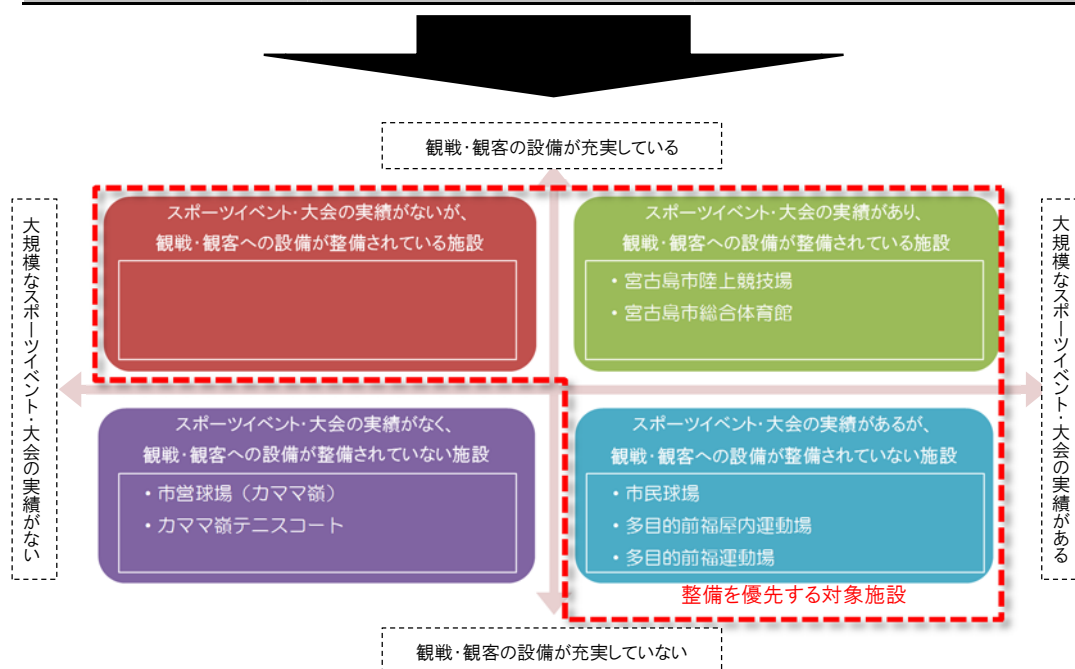 観戦・観客の設備が充実している
大規模なスポーツイベント・大会の実績がない
スポーツイベント・大会の実績がないが、
観戦・観客への設備が整備されている施設
スポーツイベント・大会の実績があり、
観戦・観客への設備が整備されている施設
・宮古島市陸上競技場
・宮古島市総合体育館
大規模なスポーツイベント・大会の実績がある
スポーツイベント・大会の実績がなく、
観戦・観客への設備が整備されていない施設
・市営球場（カママ嶺）
・カママ嶺テニスコート
スポーツイベント・大会の実績があるが、
観戦・観客への設備が整備されていない施設
・市民球場
・多目的前福屋内運動場
・多目的前福運動場
整備を優先する対象施設
観戦・観客の設備が充実していない